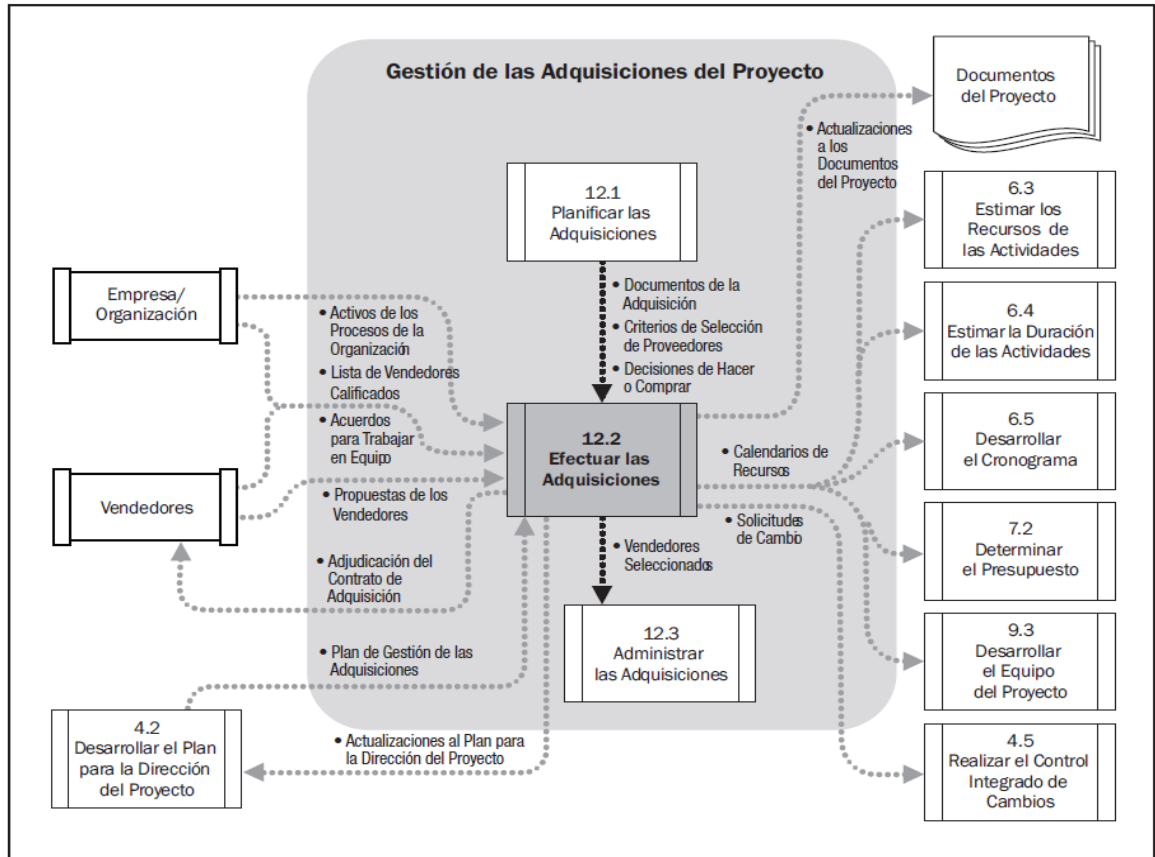 Gestión de las Adquisiciones del Proyecto
Documentos
del Proyecto
• Actualizaciones
a los
Documentos
del Proyecto
12.1
Planificar las
Adquisiciones
6.3
Estimar los
Recursos de
las Actividades
Empresa/
Organización
• Activos de los
Procesos de la
Organización
• Lista de Vendedores
Calificados
• Acuerdos
para Trabajar
en Equipo
• Documentos de la
Adquisición
• Criterios de Selección
de Proveedores
• Decisiones de Hacer
o Comprar
6.4
Estimar la Duración
de las Actividades
12.2
Efectuar las
Adquisiciones
• Calendarios de
Recursos
6.5
Desarrollar
el Cronograma
Vendedores
• Propuestas de los
Vendedores
• Adjudicación del
Contrato de
Adquisición
• Solicitudes
de Cambio
• Vendedores
Seleccionados
7.2
Determinar
el Presupuesto
• Plan de Gestión de las
Adquisiciones
12.3
Administrar
las Adquisiciones
9.3
Desarrollar
el Equipo
del Proyecto
4.2
Desarrollar el Plan
para la Dirección
del Proyecto
• Actualizaciones al Plan para
la Dirección del Proyecto
4.5
Realizar el Control
Integrado de
Cambios